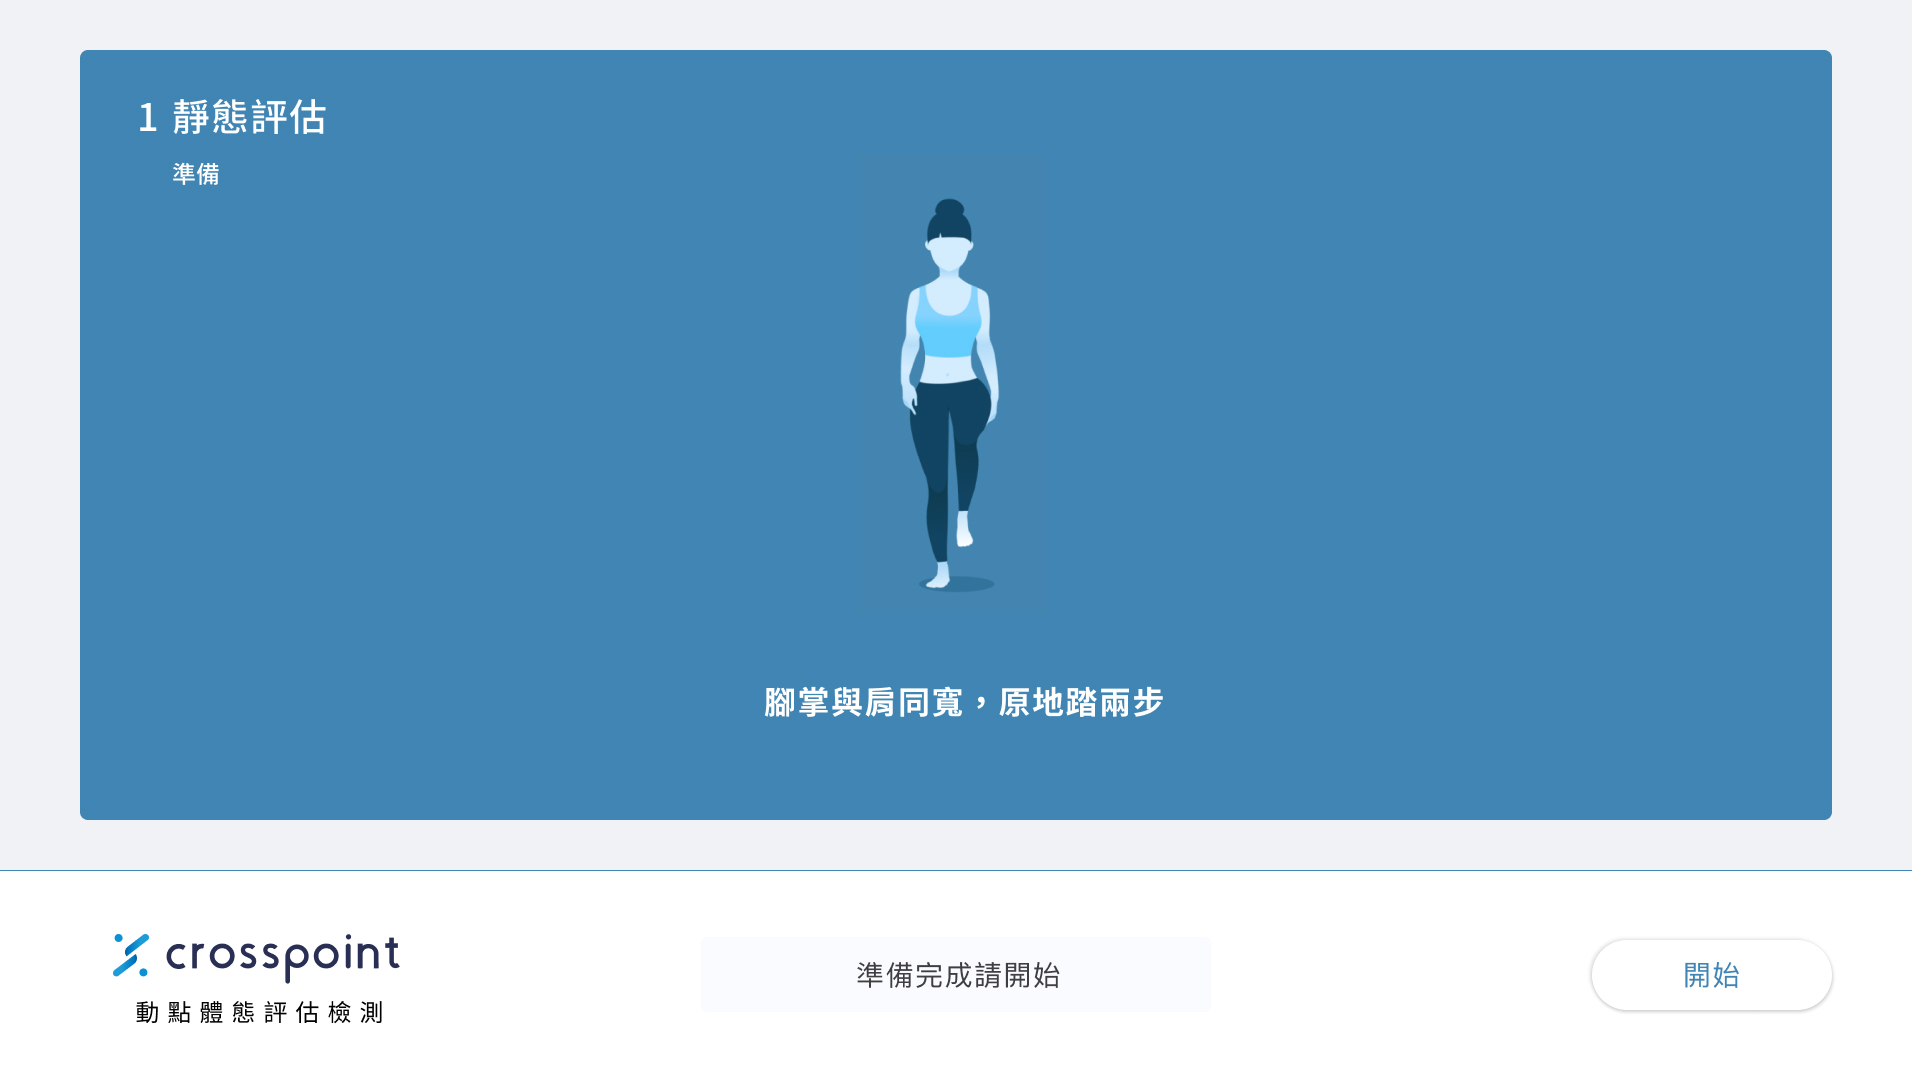 1 靜態評估
準備
腳掌與肩同寬，原地踏兩步
crosspoint
動點體態評估檢測
準備完成請開始
開始